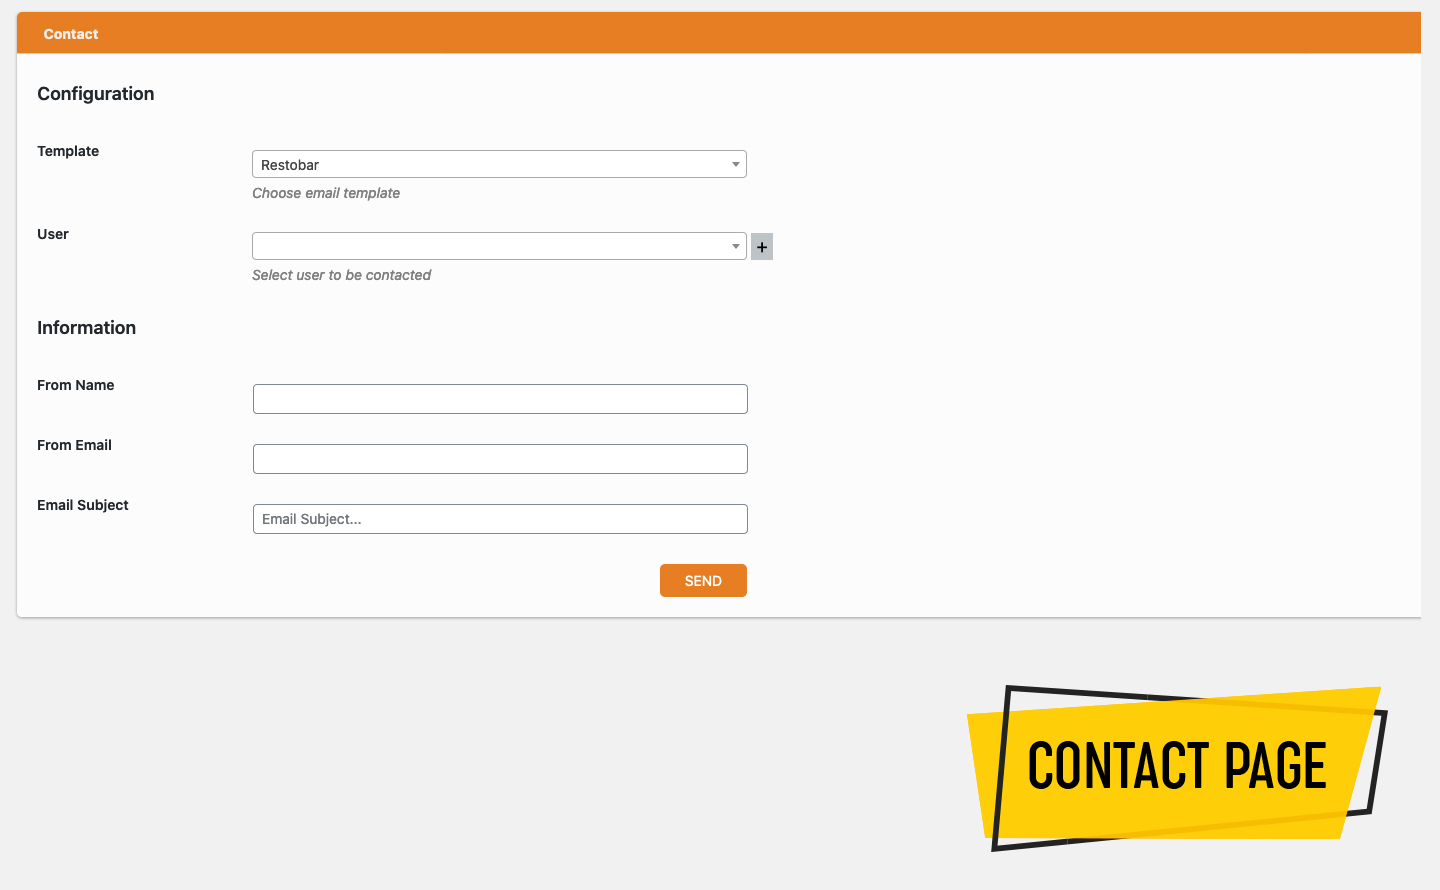 Contact
Configuration
Template
Restobar
Choose email template
User
+
Select user to be contacted
Information
From Name
From Email
Email Subject
Email Subject...
SEND
CONTACT PAGE